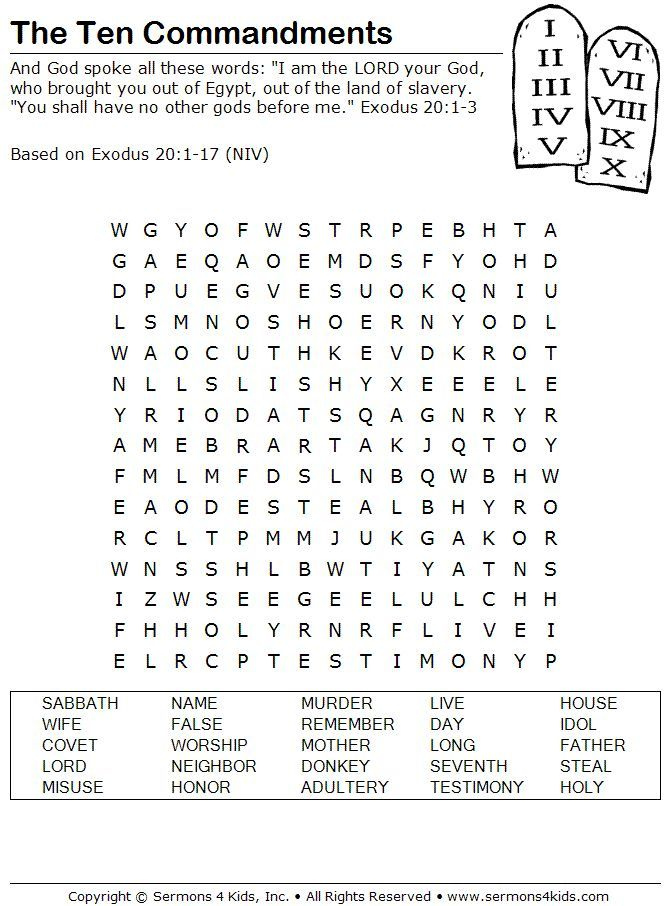 The Ten Commandments
And God spoke all these words: "I am the LORD your God,
who brought you out of Egypt, out of the land of slavery.
"You shall have no other gods before me." Exodus 20:1-3
Based on Exodus 20:1-17 (NIV)
I
II
III
IV
V
VI
VII
VIII
IX
X
W G Y O F W S T R P E B H T A
G A E Q A O E M D S F Y O H D
D P U E G V E S U O K Q N I U
L S M N O S H O E R N Y O D L
W A O C U T H K E V D K R O T
N L L S L I S H Y X E E E L E
Y R I O D A T S Q A G N R Y R
A M E B R A R T A K J Q T O Y
F M L M F D S L N B Q W B H W
E A O D E S T E A L B H Y R O
R C L T P M M J U K G A K O R
W N S S H L B W T I Y A T N S
I Z W S E E G E E L U L C H H
F H H O L Y R N R F L I V E I
E L R C P T E S T I M O N Y P
SABBATH NAME MURDER LIVE HOUSE
WIFE FALSE REMEMBER DAY IDOL
COVET WORSHIP MOTHER LONG FATHER
LORD NEIGHBOR DONKEY SEVENTH STEAL
MISUSE HONOR ADULTERY TESTIMONY HOLY
Copyright © Sermons 4 Kids, Inc. • All Rights Reserved • www.sermons4kids.com